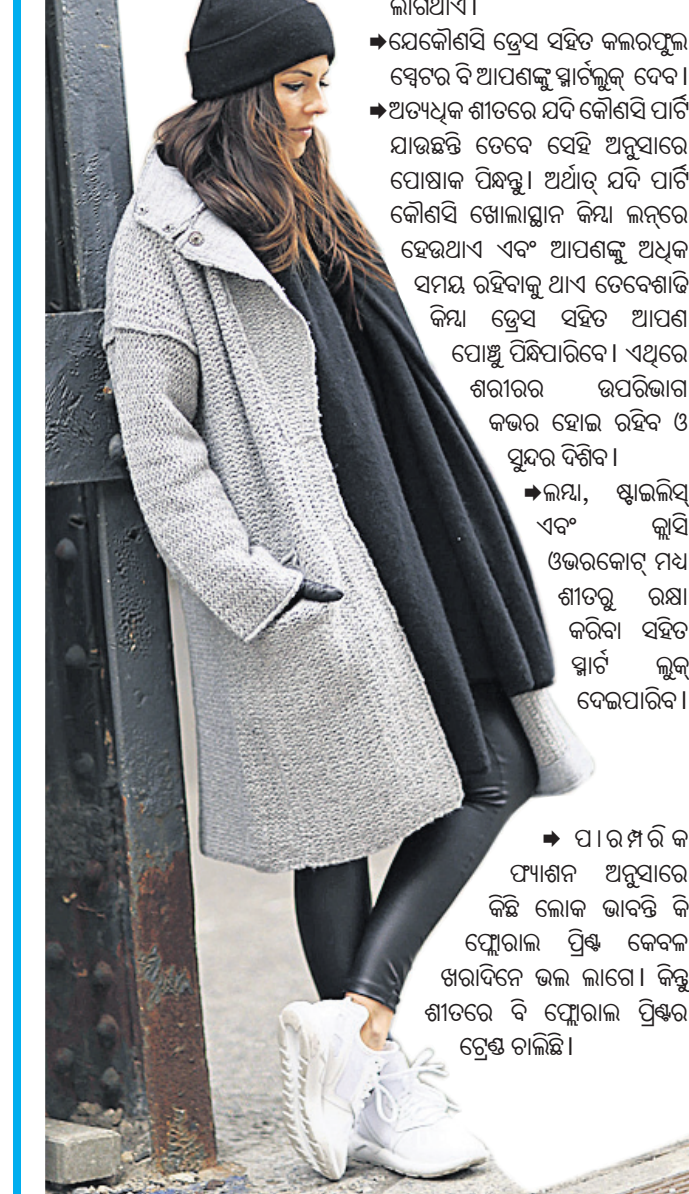 ଲାଗିଥାଏ।
➡ଯେକୌଣସି ଡ୍ରେସ ସହିତ କଲରଫୁଲ
ସ୍ୱେଟର ବି ଆପଣଙ୍କୁ ସ୍ମାର୍ଟଲୁକ୍ ଦେବ।
➡ଅତ୍ୟଧିକ ଶୀତରେ ଯଦି କୌଣସି ପାର୍ଟି
ଯାଉଛନ୍ତି ତେବେ ସେହି ଅନୁସାରେ
ପୋଷାକ ପିନ୍ଧନ୍ତୁ। ଅର୍ଥାତ୍ ଯଦି ପାର୍ଟି
କୌଣସି ଖୋଲାସ୍ଥାନ କିମ୍ବା ଲନ୍‌ରେ
ହେଉଥାଏ ଏବଂ ଆପଣଙ୍କୁ ଅଧିକ
ସମୟ ରହିବାକୁ ଥାଏ ତେବେଶାଢି
କିମ୍ବା ଡ୍ରେସ ସହିତ ଆପଣ
ପୋଞ୍ଚୁ ପିନ୍ଧିପାରିବେ। ଏଥିରେ
ଶରୀରର ଉପରିଭାଗ
କଭର ହୋଇ ରହିବ ଓ
ସୁନ୍ଦର ଦିଶିବ।
➡ଲମ୍ବା, ଷ୍ଟାଇଲିସ୍
ଏବଂ କ୍ଲାସି
ଓଭରକୋଟ୍ ମଧ
ଶୀତରୁ ରକ୍ଷା
କରିବା ସହିତ
ସ୍ମାର୍ଟ ଲୁକ୍
ଦେଇପାରିବ।
➡ ପାରମ୍ପରିକ
ଫ୍ୟାଶନ ଅନୁସାରେ
କିଛି ଲୋକ ଭାବନ୍ତି କି
ଫ୍ଲୋରାଲ ପ୍ରିଣ୍ଟ କେବଳ
ଖରାଦିନେ ଭଲ ଲାଗେ। କିନ୍ତୁ
ଶୀତରେ ବି ଫ୍ଲୋରାଲ ପ୍ରିଣ୍ଟର
ଟ୍ରେଣ୍ଡ ଚାଲିଛି।